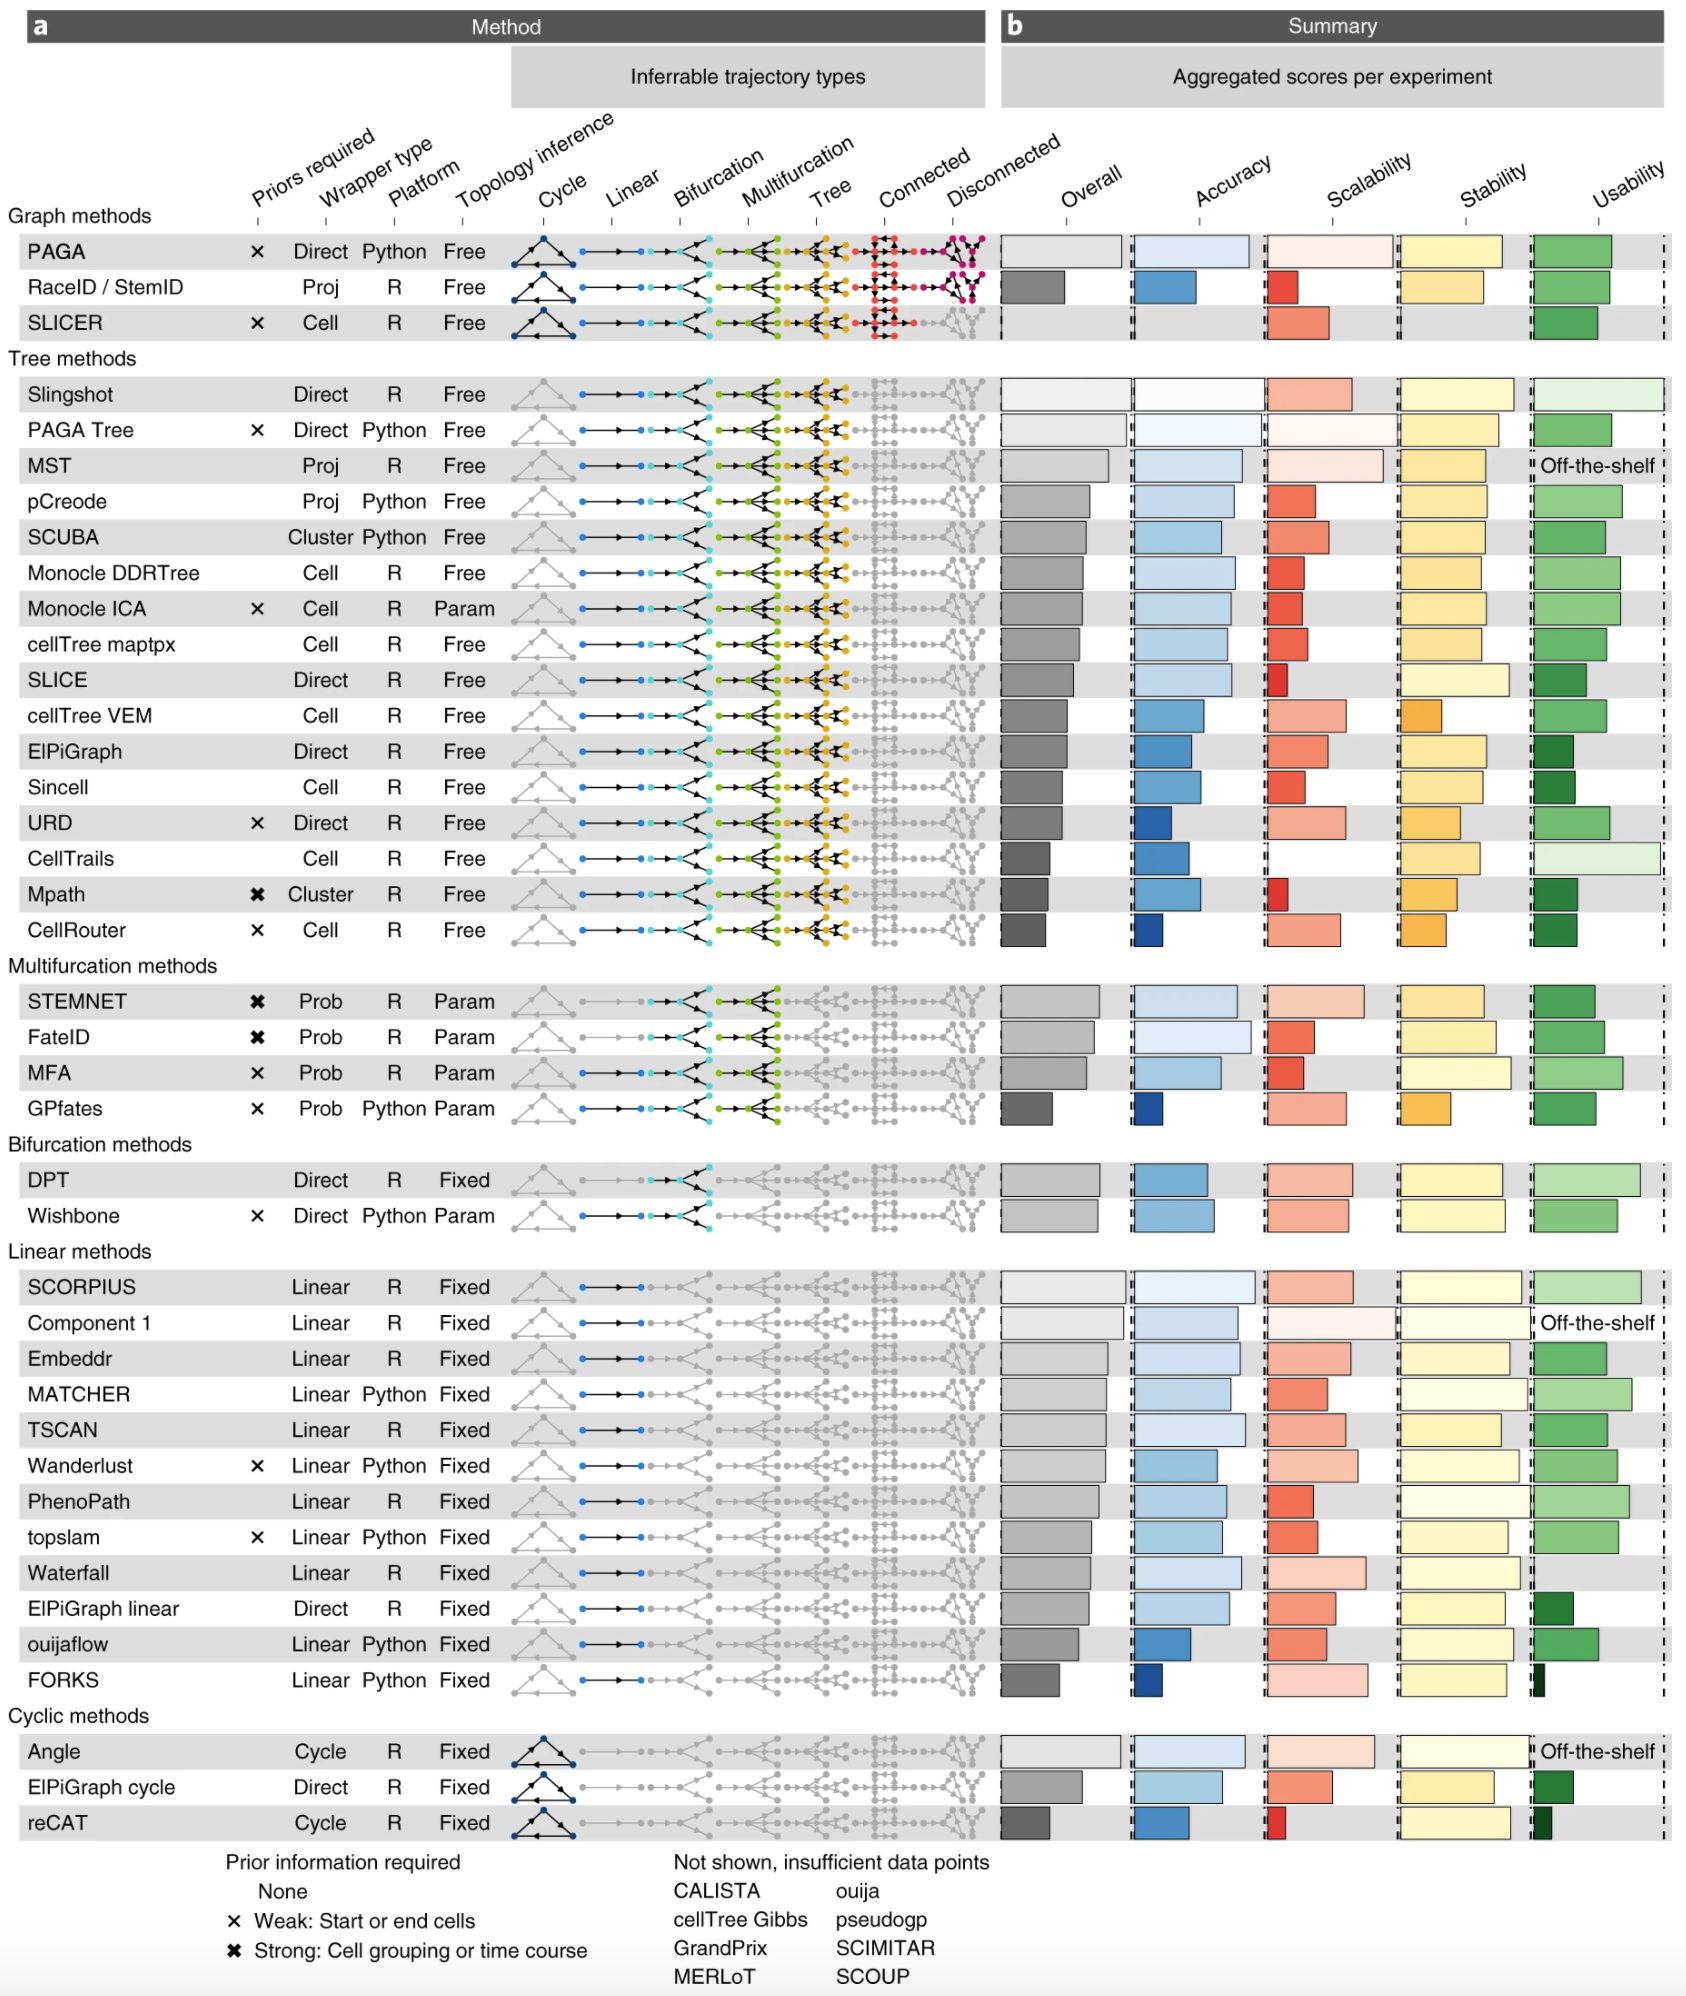 a Method b Summary
Inferrable trajectory types Aggregated scores per experiment
Priors required Wrapper type Platform Topology inference Cycle Linear Bifurcation Multifurcation Tree Connected Disconnected Overall Accuracy Scalability Stability Usability
Graph methods
PAGA × Direct Python Free
RaceID / StemID Proj R Free
SLICER × Cell R Free
Tree methods
Slingshot Direct R Free
PAGA Tree × Direct Python Free
MST Proj R Free Off-the-shelf
pCreode Proj Python Free
SCUBA Cluster Python Free
Monocle DDRTree Cell R Free
Monocle ICA × Cell R Param
cellTree maptpx Cell R Free
SLICE Direct R Free
cellTree VEM Cell R Free
ElPiGraph Direct R Free
Sincell Cell R Free
URD × Direct R Free
CellTrails Cell R Free
Mpath ✖ Cluster R Free
CellRouter × Cell R Free
Multifurcation methods
STEMNET ✖ Prob R Param
FateID ✖ Prob R Param
MFA × Prob R Param
GPfates × Prob Python Param
Bifurcation methods
DPT Direct R Fixed
Wishbone × Direct Python Param
Linear methods
SCORPIUS Linear R Fixed
Component 1 Linear R Fixed Off-the-shelf
Embeddr Linear R Fixed
MATCHER Linear Python Fixed
TSCAN Linear R Fixed
Wanderlust × Linear Python Fixed
PhenoPath Linear R Fixed
topslam × Linear Python Fixed
Waterfall Linear R Fixed
ElPiGraph linear Direct R Fixed
ouijaflow Linear Python Fixed
FORKS Linear Python Fixed
Cyclic methods
Angle Cycle R Fixed Off-the-shelf
ElPiGraph cycle Direct R Fixed
reCAT Cycle R Fixed
Prior information required
None
× Weak: Start or end cells
✖ Strong: Cell grouping or time course
Not shown, insufficient data points
CALISTA ouija
cellTree Gibbs pseudogp
GrandPrix SCIMITAR
MERLoT SCOUP